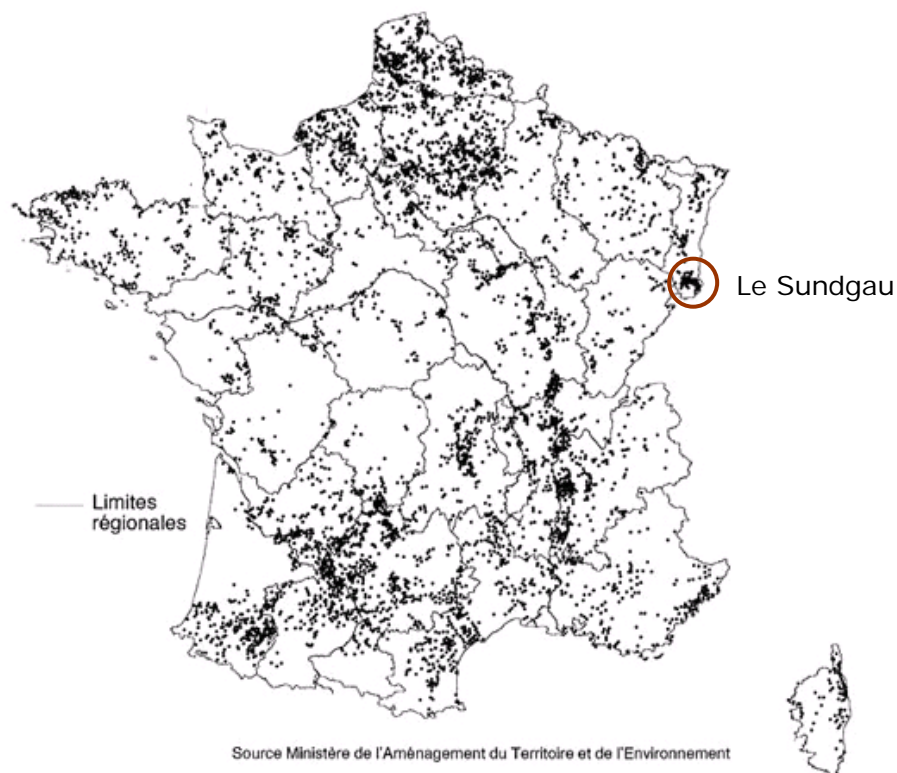 Le Sundgau
Limites
régionales
Source Ministère de l'Aménagement du Territoire et de l'Environnement